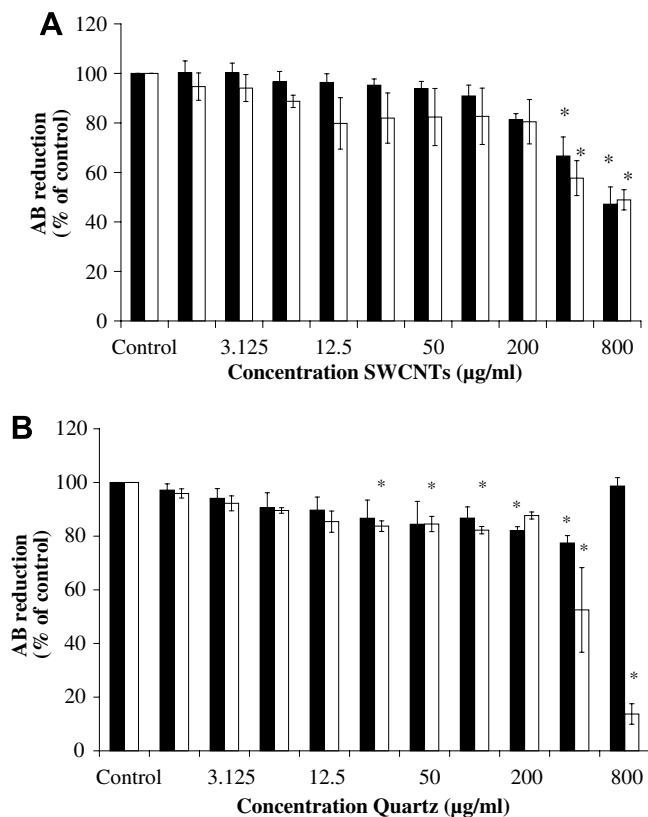 A
AB reduction
(% of control)
120
100
80
60
40
20
0
* * * *
Control 3.125 12.5 50 200 800
Concentration SWCNTs (µg/ml)
B
AB reduction
(% of control)
120
100
80
60
40
20
0
* * * * * * *
Control 3.125 12.5 50 200 800
Concentration Quartz (µg/ml)